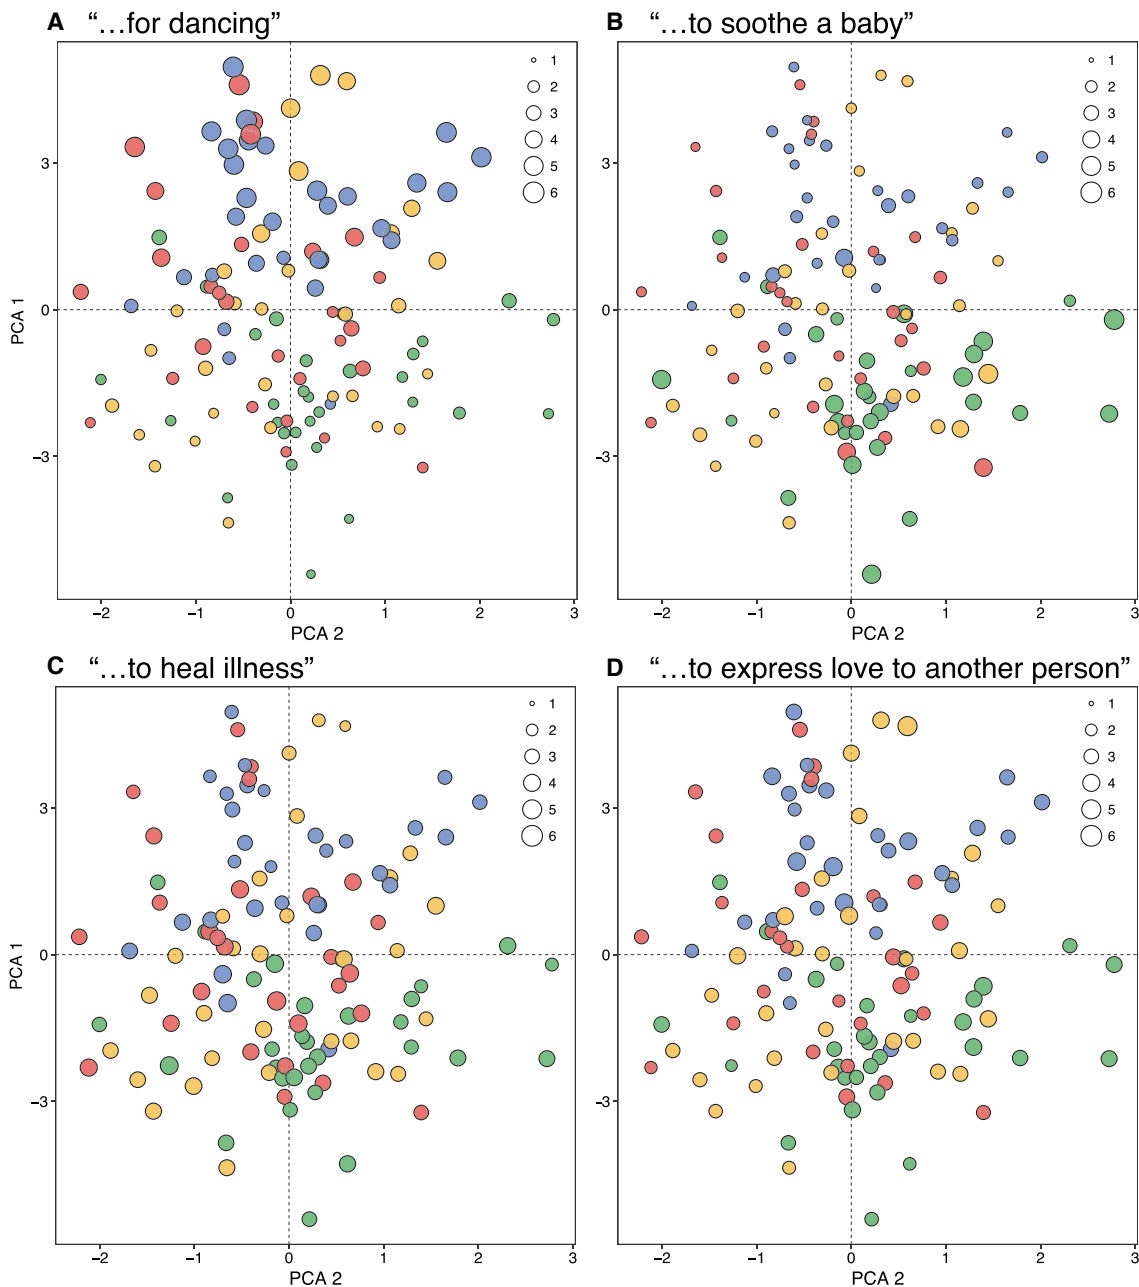 A “…for dancing”
1
2
3
4
5
6
3
0
−3
PCA 1
−2 −1 0 1 2 3
PCA 2
B “…to soothe a baby”
1
2
3
4
5
6
3
0
−3
−2 −1 0 1 2 3
PCA 2
C “…to heal illness”
1
2
3
4
5
6
3
0
−3
PCA 1
−2 −1 0 1 2 3
PCA 2
D “…to express love to another person”
1
2
3
4
5
6
3
0
−3
−2 −1 0 1 2 3
PCA 2